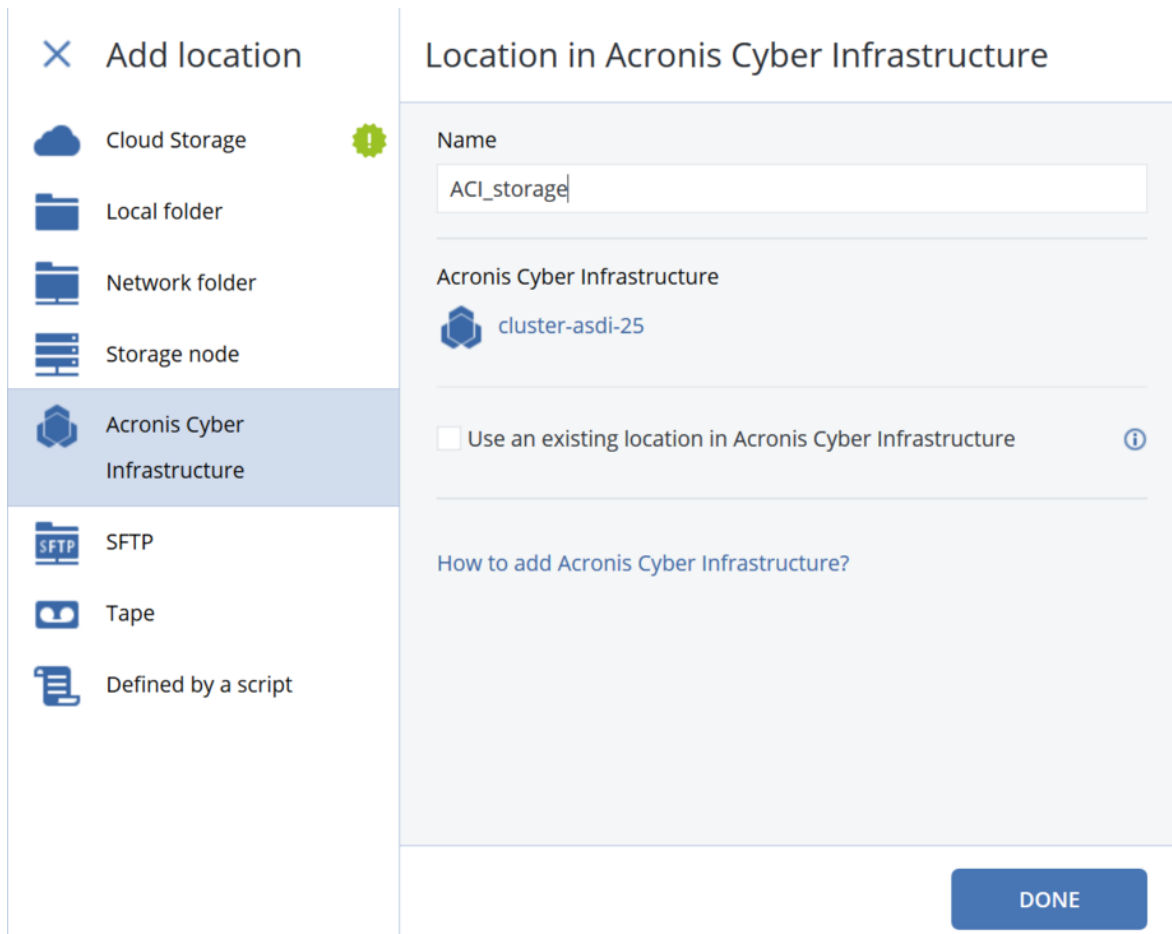 Add location
Cloud Storage
Local folder
Network folder
Storage node
Acronis Cyber
Infrastructure
SFTP
SFTP
Tape
Defined by a script
Location in Acronis Cyber Infrastructure
Name
ACI_storage
Acronis Cyber Infrastructure
cluster-asdi-25
Use an existing location in Acronis Cyber Infrastructure
How to add Acronis Cyber Infrastructure?
DONE